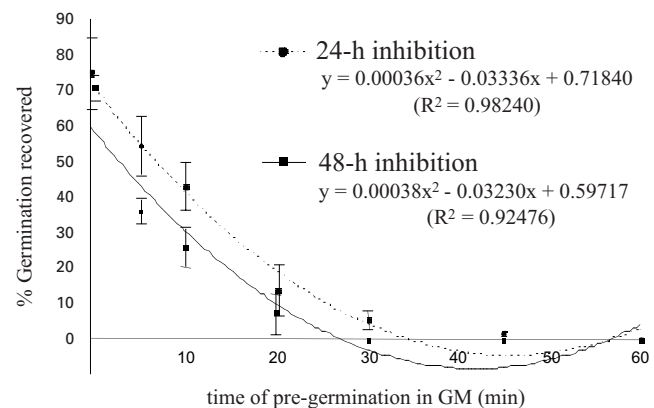 90
80
70
60
50
40
30
20
10
0
% Germination recovered
24-h inhibition
y = 0.00036x² - 0.03336x + 0.71840
(R² = 0.98240)
48-h inhibition
y = 0.00038x² - 0.03230x + 0.59717
(R² = 0.92476)
10 20 30 40 50 60
time of pre-germination in GM (min)